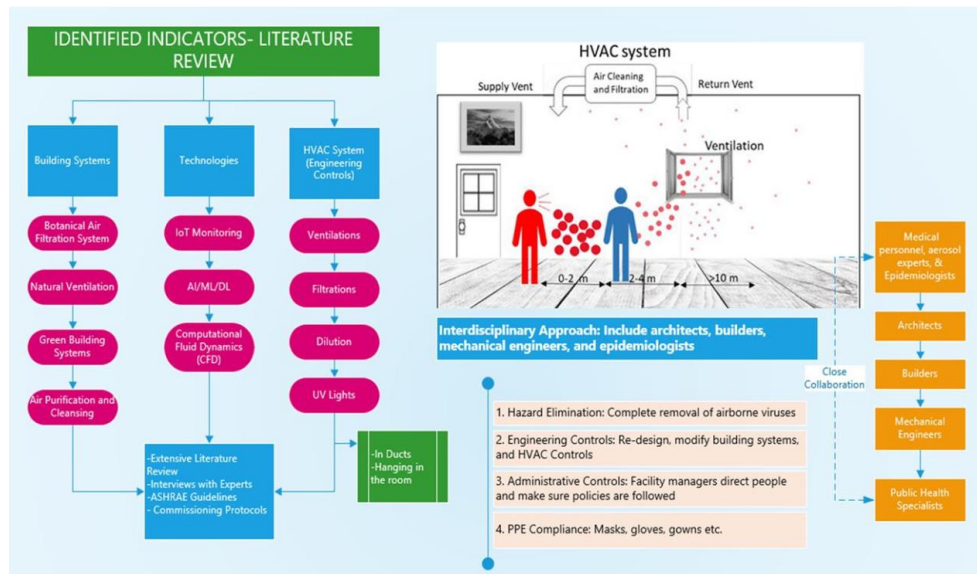 IDENTIFIED INDICATORS- LITERATURE
REVIEW
Building Systems
Technologies
HVAC System
(Engineering
Controls)
Botanical Air
Filtration System
Natural Ventilation
Green Building
Systems
Air Purification and
Cleansing
IoT Monitoring
AI/ML/DL
Computational
Fluid Dynamics
(CFD)
Ventilations
Filtrations
Dilution
UV Lights
-Extensive Literature
Review
-Interviews with Experts
-ASHRAE Guidelines
- Commissioning Protocols
-In Ducts
-Hanging in
the room
HVAC system
Supply Vent
Air Cleaning
and Filtration
Return Vent
Ventilation
0-2 m
2-4 m
>10 m
Interdisciplinary Approach: Include architects, builders,
mechanical engineers, and epidemiologists
1. Hazard Elimination: Complete removal of airborne viruses
2. Engineering Controls: Re-design, modify building systems,
and HVAC Controls
3. Administrative Controls: Facility managers direct people
and make sure policies are followed
4. PPE Compliance: Masks, gloves, gowns etc.
Close
Collaboration
Medical
personnel, aerosol
experts, &
Epidemiologists
Architects
Builders
Mechanical
Engineers
Public Health
Specialists